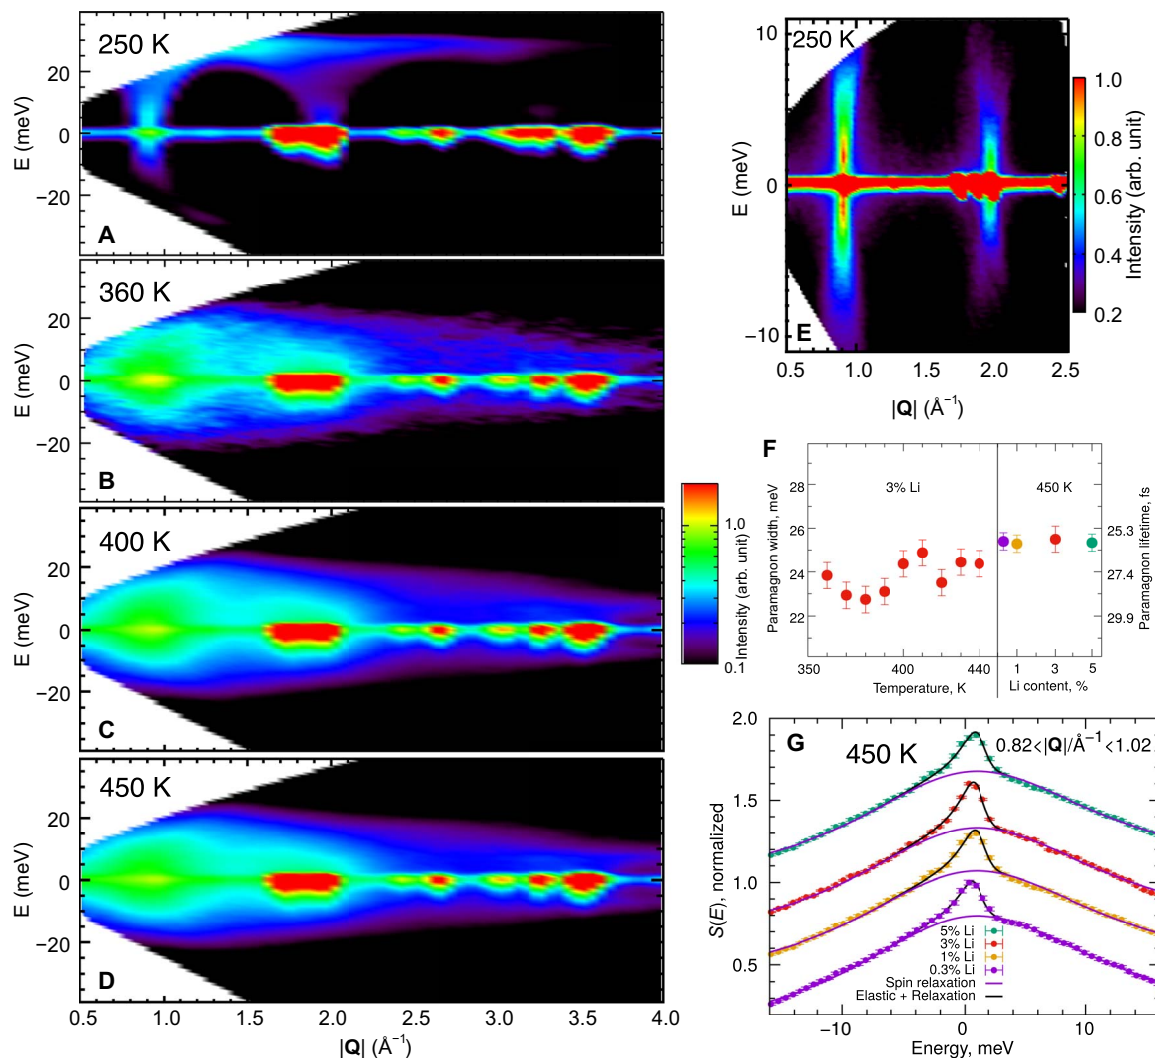 250 K
20
0
−20
E (meV)
A
360 K
20
0
−20
E (meV)
B
400 K
20
0
−20
E (meV)
C
450 K
20
0
−20
E (meV)
D
0.5 1.0 1.5 2.0 2.5 3.0 3.5 4.0
|Q| (Å−1)
1.0
0.1
Intensity (arb. unit)
250 K
10
0
−10
E (meV)
E
0.5 1.0 1.5 2.0 2.5
|Q| (Å−1)
1.0
0.8
0.6
0.4
0.2
Intensity (arb. unit)
F
3% Li
450 K
28
26
24
22
Paramagnon width, meV
25.3
27.4
29.9
Paramagnon lifetime, fs
350 400 440 1 3 5
Temperature, K
Li content, %
G
450 K
0.82<|Q|/Å−1<1.02
2.0
1.5
1.0
0.5
S(E), normalized
5% Li
3% Li
1% Li
0.3% Li
Spin relaxation
Elastic + Relaxation
−10 0 10
Energy, meV